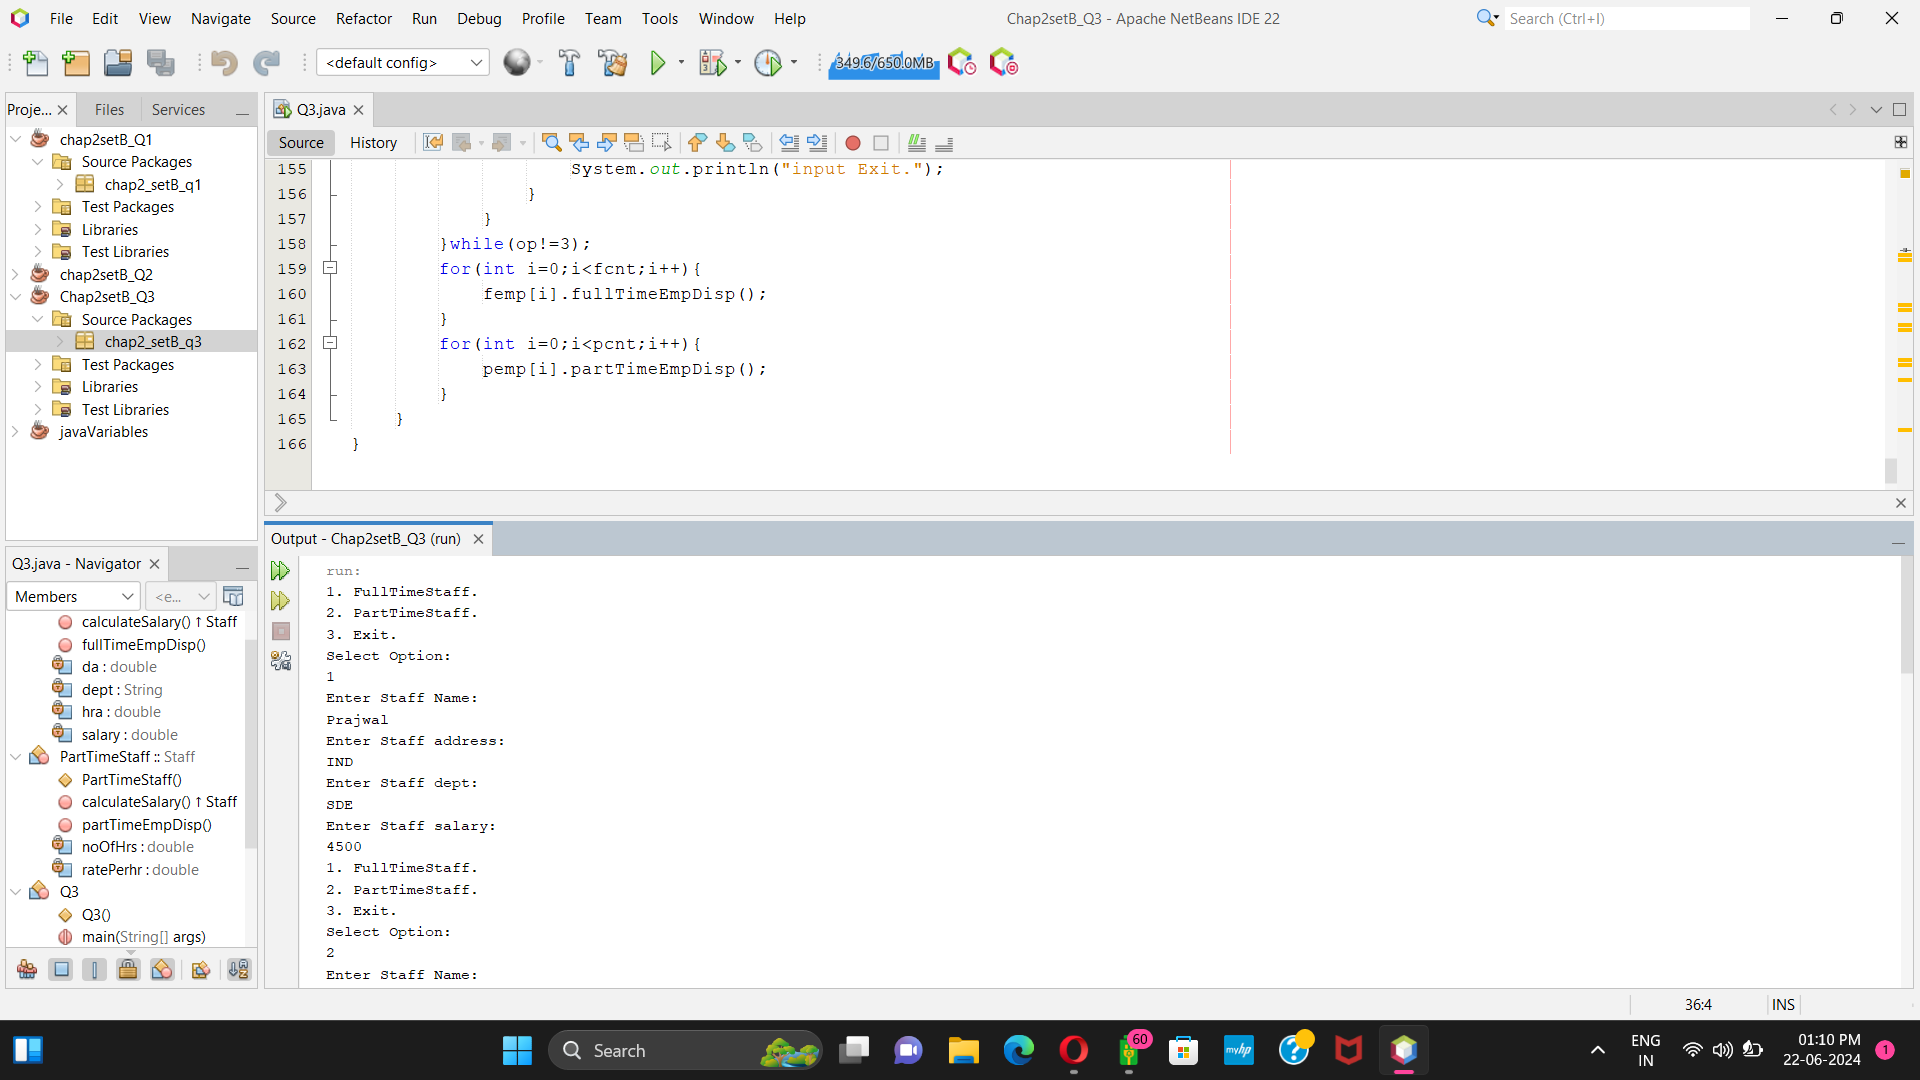 File Edit View Navigate Source Refactor Run Debug Profile Team Tools Window Help
Chap2setB_Q3 - Apache NetBeans IDE 22
Search (Ctrl+I)
<default config>
349.6/650.0MB
Proje... Files Services
chap2setB_Q1
Source Packages
chap2_setB_q1
Test Packages
Libraries
Test Libraries
chap2setB_Q2
Chap2setB_Q3
Source Packages
chap2_setB_q3
Test Packages
Libraries
Test Libraries
javaVariables
Q3.java
Source History
155 System.out.println("input Exit.");
156 }
157 }
158 }while(op!=3);
159 for(int i=0;i<fcnt;i++){
160 femp[i].fullTimeEmpDisp();
161 }
162 for(int i=0;i<pcnt;i++){
163 pemp[i].partTimeEmpDisp();
164 }
165 }
166 }
Q3.java - Navigator
Members <e...
calculateSalary() ↑ Staff
fullTimeEmpDisp()
da : double
dept : String
hra : double
salary : double
PartTimeStaff :: Staff
PartTimeStaff()
calculateSalary() ↑ Staff
partTimeEmpDisp()
noOfHrs : double
ratePerhr : double
Q3
Q3()
main(String[] args)
Output - Chap2setB_Q3 (run)
run:
1. FullTimeStaff.
2. PartTimeStaff.
3. Exit.
Select Option:
1
Enter Staff Name:
Prajwal
Enter Staff address:
IND
Enter Staff dept:
SDE
Enter Staff salary:
4500
1. FullTimeStaff.
2. PartTimeStaff.
3. Exit.
Select Option:
2
Enter Staff Name:
36:4 INS
Search
60
myhp
ENG
IN
01:10 PM
22-06-2024
1